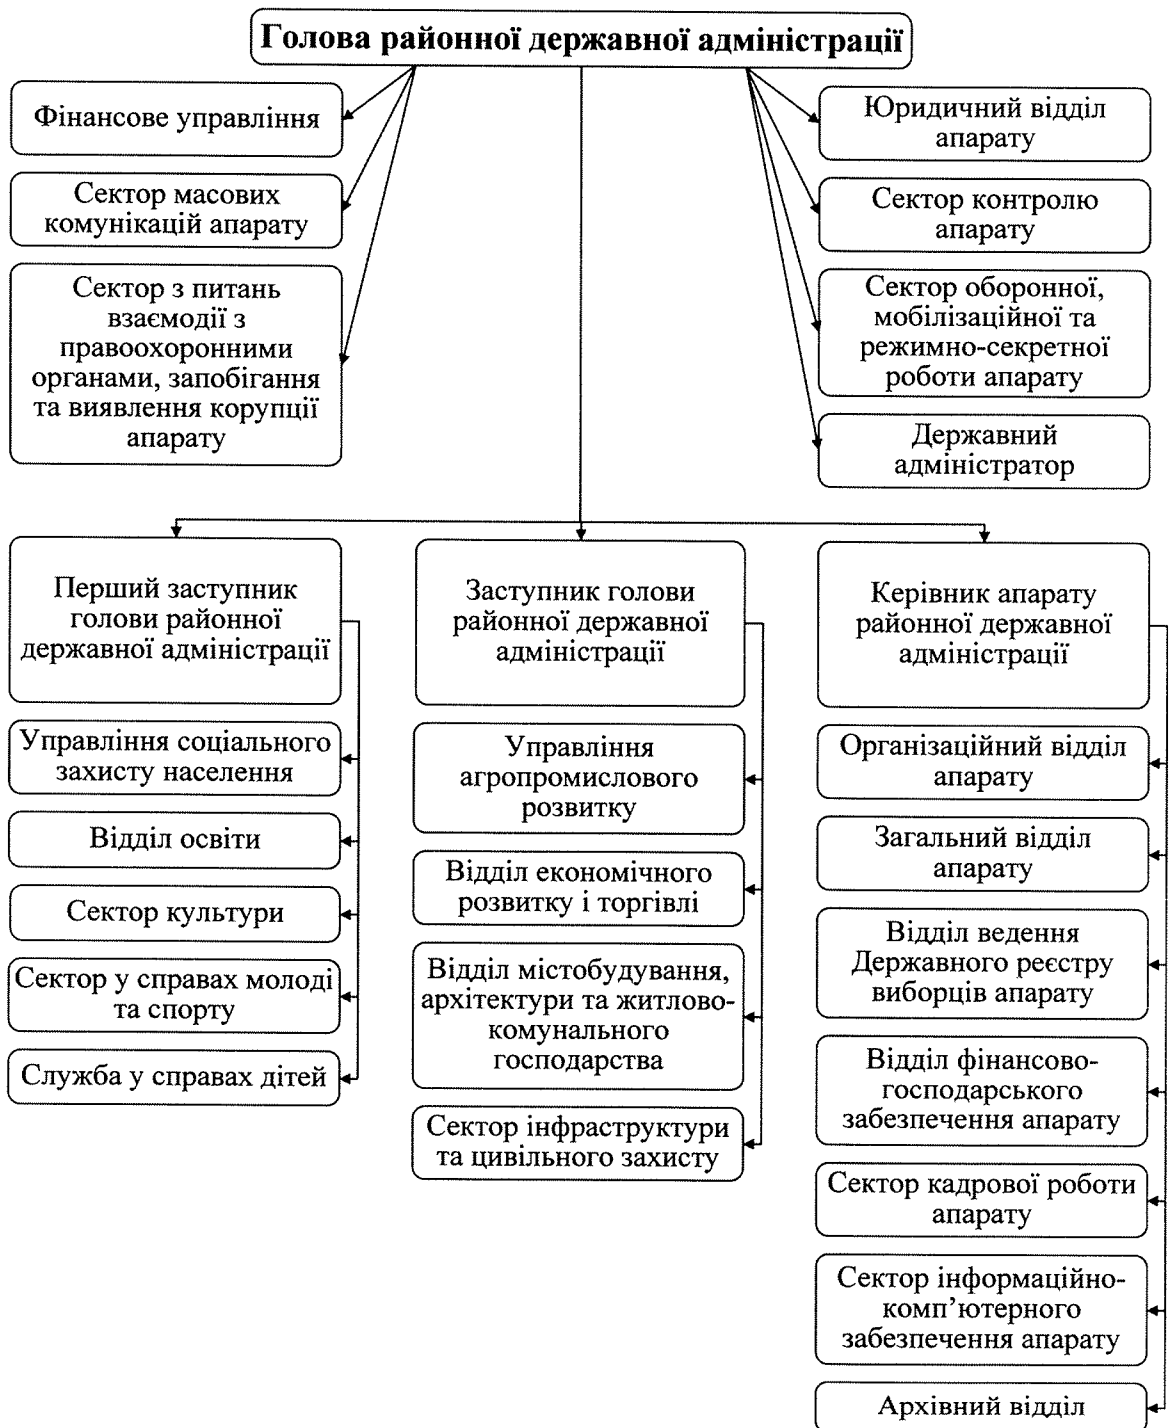 Голова районної державної адміністрації
Фінансове управління
Сектор масових
комунікацій апарату
Сектор з питань
взаємодії з
правоохоронними
органами, запобігання
та виявлення корупції
апарату
Юридичний відділ
апарату
Сектор контролю
апарату
Сектор оборонної,
мобілізаційної та
режимно-секретної
роботи апарату
Державний
адміністратор
Перший заступник
голови районної
державної адміністрації
Управління соціального
захисту населення
Відділ освіти
Сектор культури
Сектор у справах молоді
та спорту
Служба у справах дітей
Заступник голови
районної державної
адміністрації
Управління
агропромислового
розвитку
Відділ економічного
розвитку і торгівлі
Відділ містобудування,
архітектури та житлово-
комунального
господарства
Сектор інфраструктури
та цивільного захисту
Керівник апарату
районної державної
адміністрації
Організаційний відділ
апарату
Загальний відділ
апарату
Відділ ведення
Державного реєстру
виборців апарату
Відділ фінансово-
господарського
забезпечення апарату
Сектор кадрової роботи
апарату
Сектор інформаційно-
комп’ютерного
забезпечення апарату
Архівний відділ